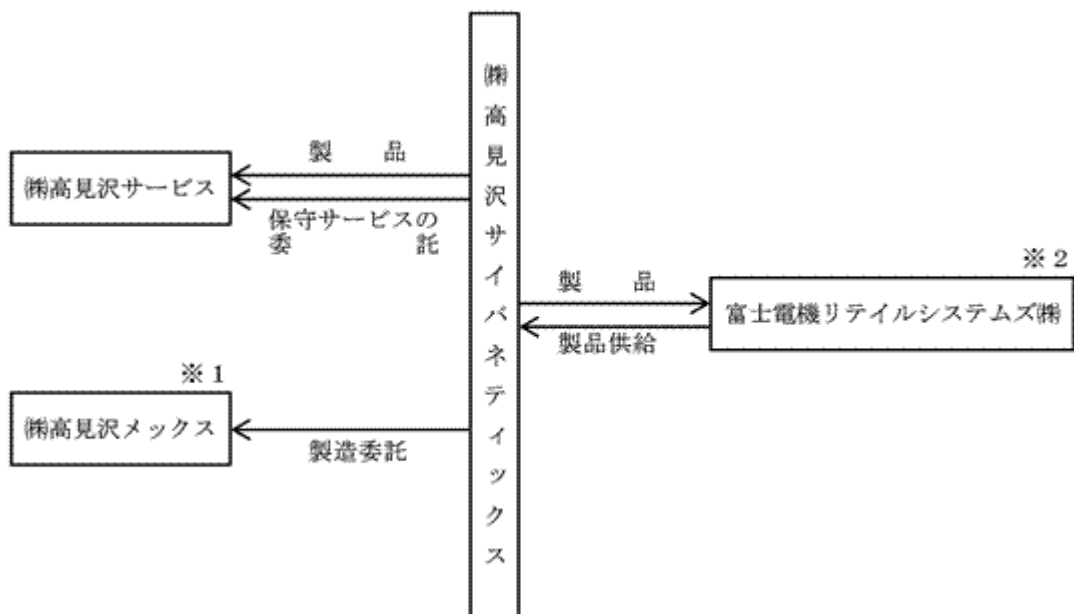 ㈱高見沢サイバネティックス
製　　品
㈱高見沢サービス
保守サービスの
委　　　　託
※1
㈱高見沢メックス
製造委託
※2
製　　品
富士電機リテイルシステムズ㈱
製品供給